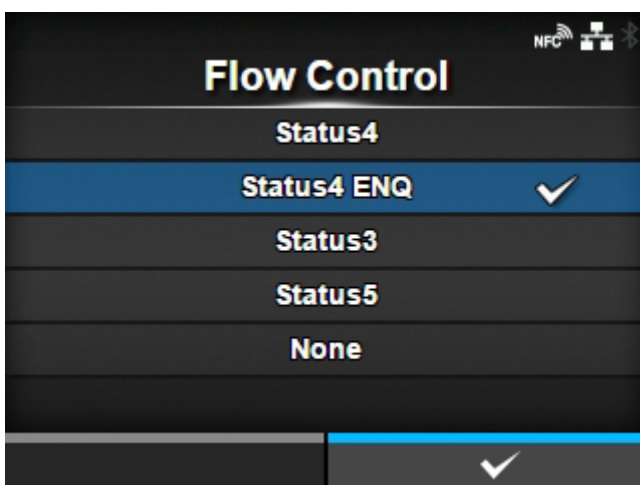 NFC
Flow Control
Status4
Status4 ENQ
Status3
Status5
None